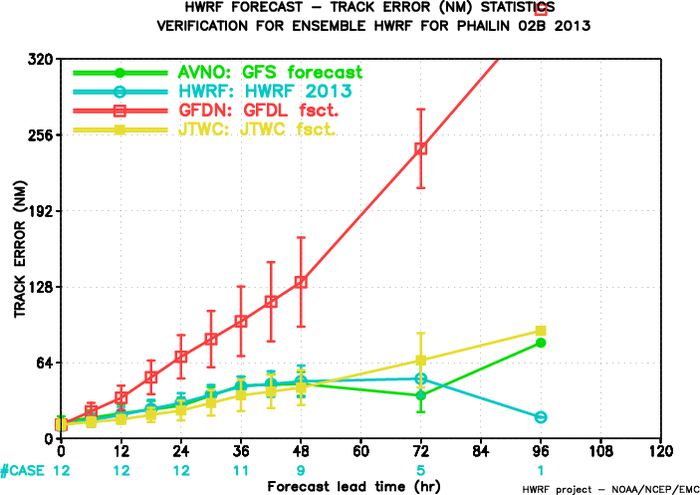 HWRF FORECAST – TRACK ERROR (NM) STATISTICS
VERIFICATION FOR ENSEMBLE HWRF FOR PHAILIN 02B 2013
320
256
192
128
64
0
TRACK ERROR (NM)
AVNO: GFS forecast
HWRF: HWRF 2013
GFDN: GFDL fsct.
JTWC: JTWC fsct.
0 12 24 36 48 60 72 84 96 108 120
#CASE 12 12 12 11 9 5 1
Forecast lead time (hr)
HWRF project – NOAA/NCEP/EMC